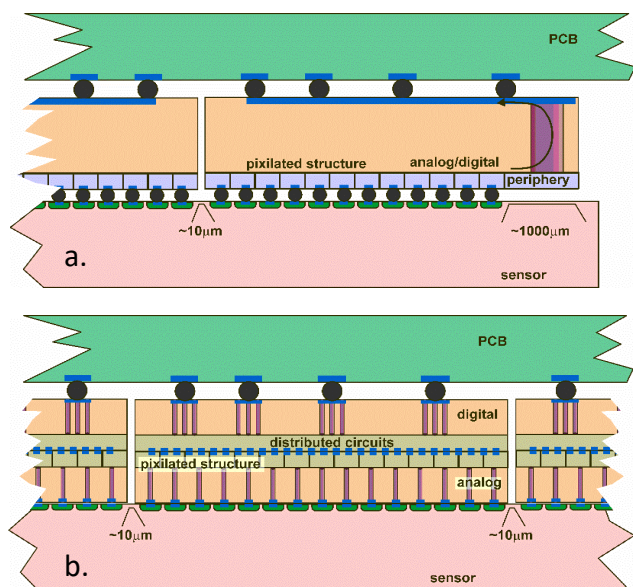 PCB
pixilated structure
analog/digital
periphery
~10µm
~1000µm
a.
sensor
PCB
digital
distributed circuits
pixilated structure
analog
~10µm
~10µm
b.
sensor